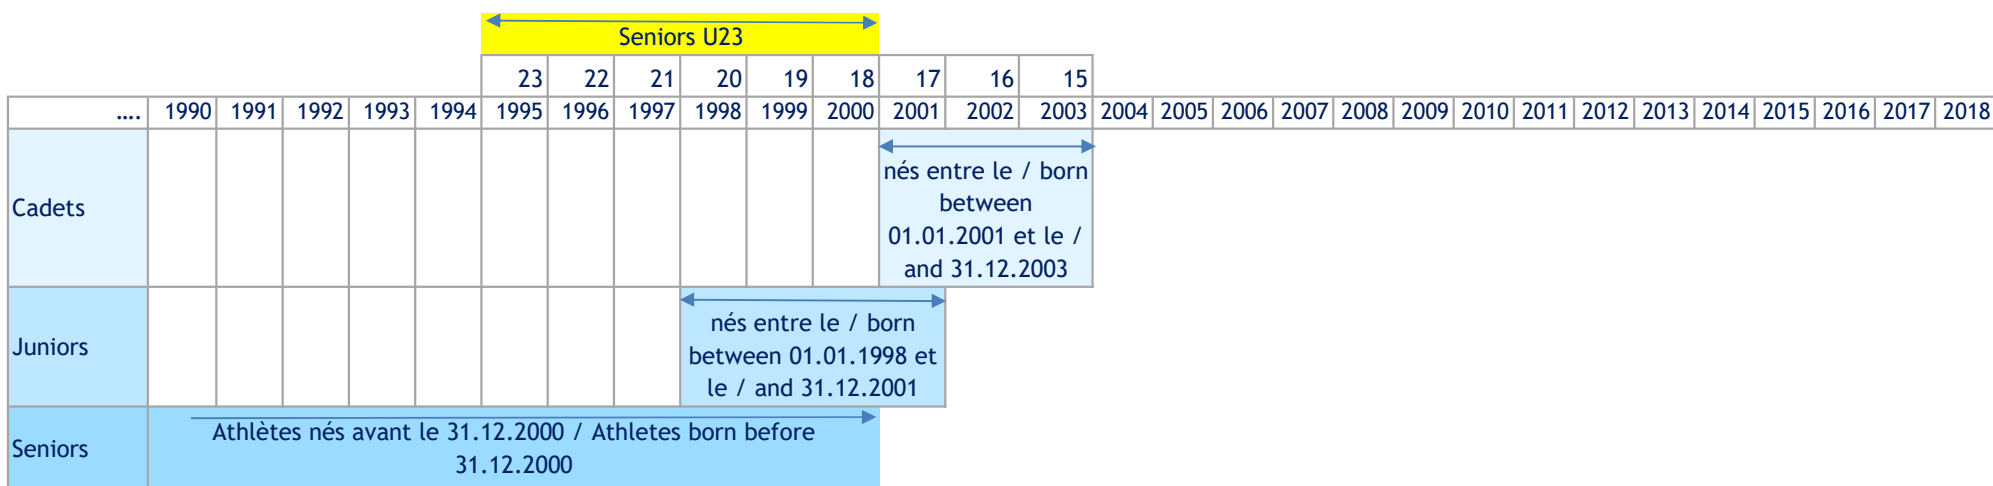 Seniors U23
23 22 21 20 19 18 17 16 15
.... 1990 1991 1992 1993 1994 1995 1996 1997 1998 1999 2000 2001 2002 2003 2004 2005 2006 2007 2008 2009 2010 2011 2012 2013 2014 2015 2016 2017 2018
Cadets
nés entre le / born
between
01.01.2001 et le /
and 31.12.2003
Juniors
nés entre le / born
between 01.01.1998 et
le / and 31.12.2001
Seniors
Athlètes nés avant le 31.12.2000 / Athletes born before
31.12.2000